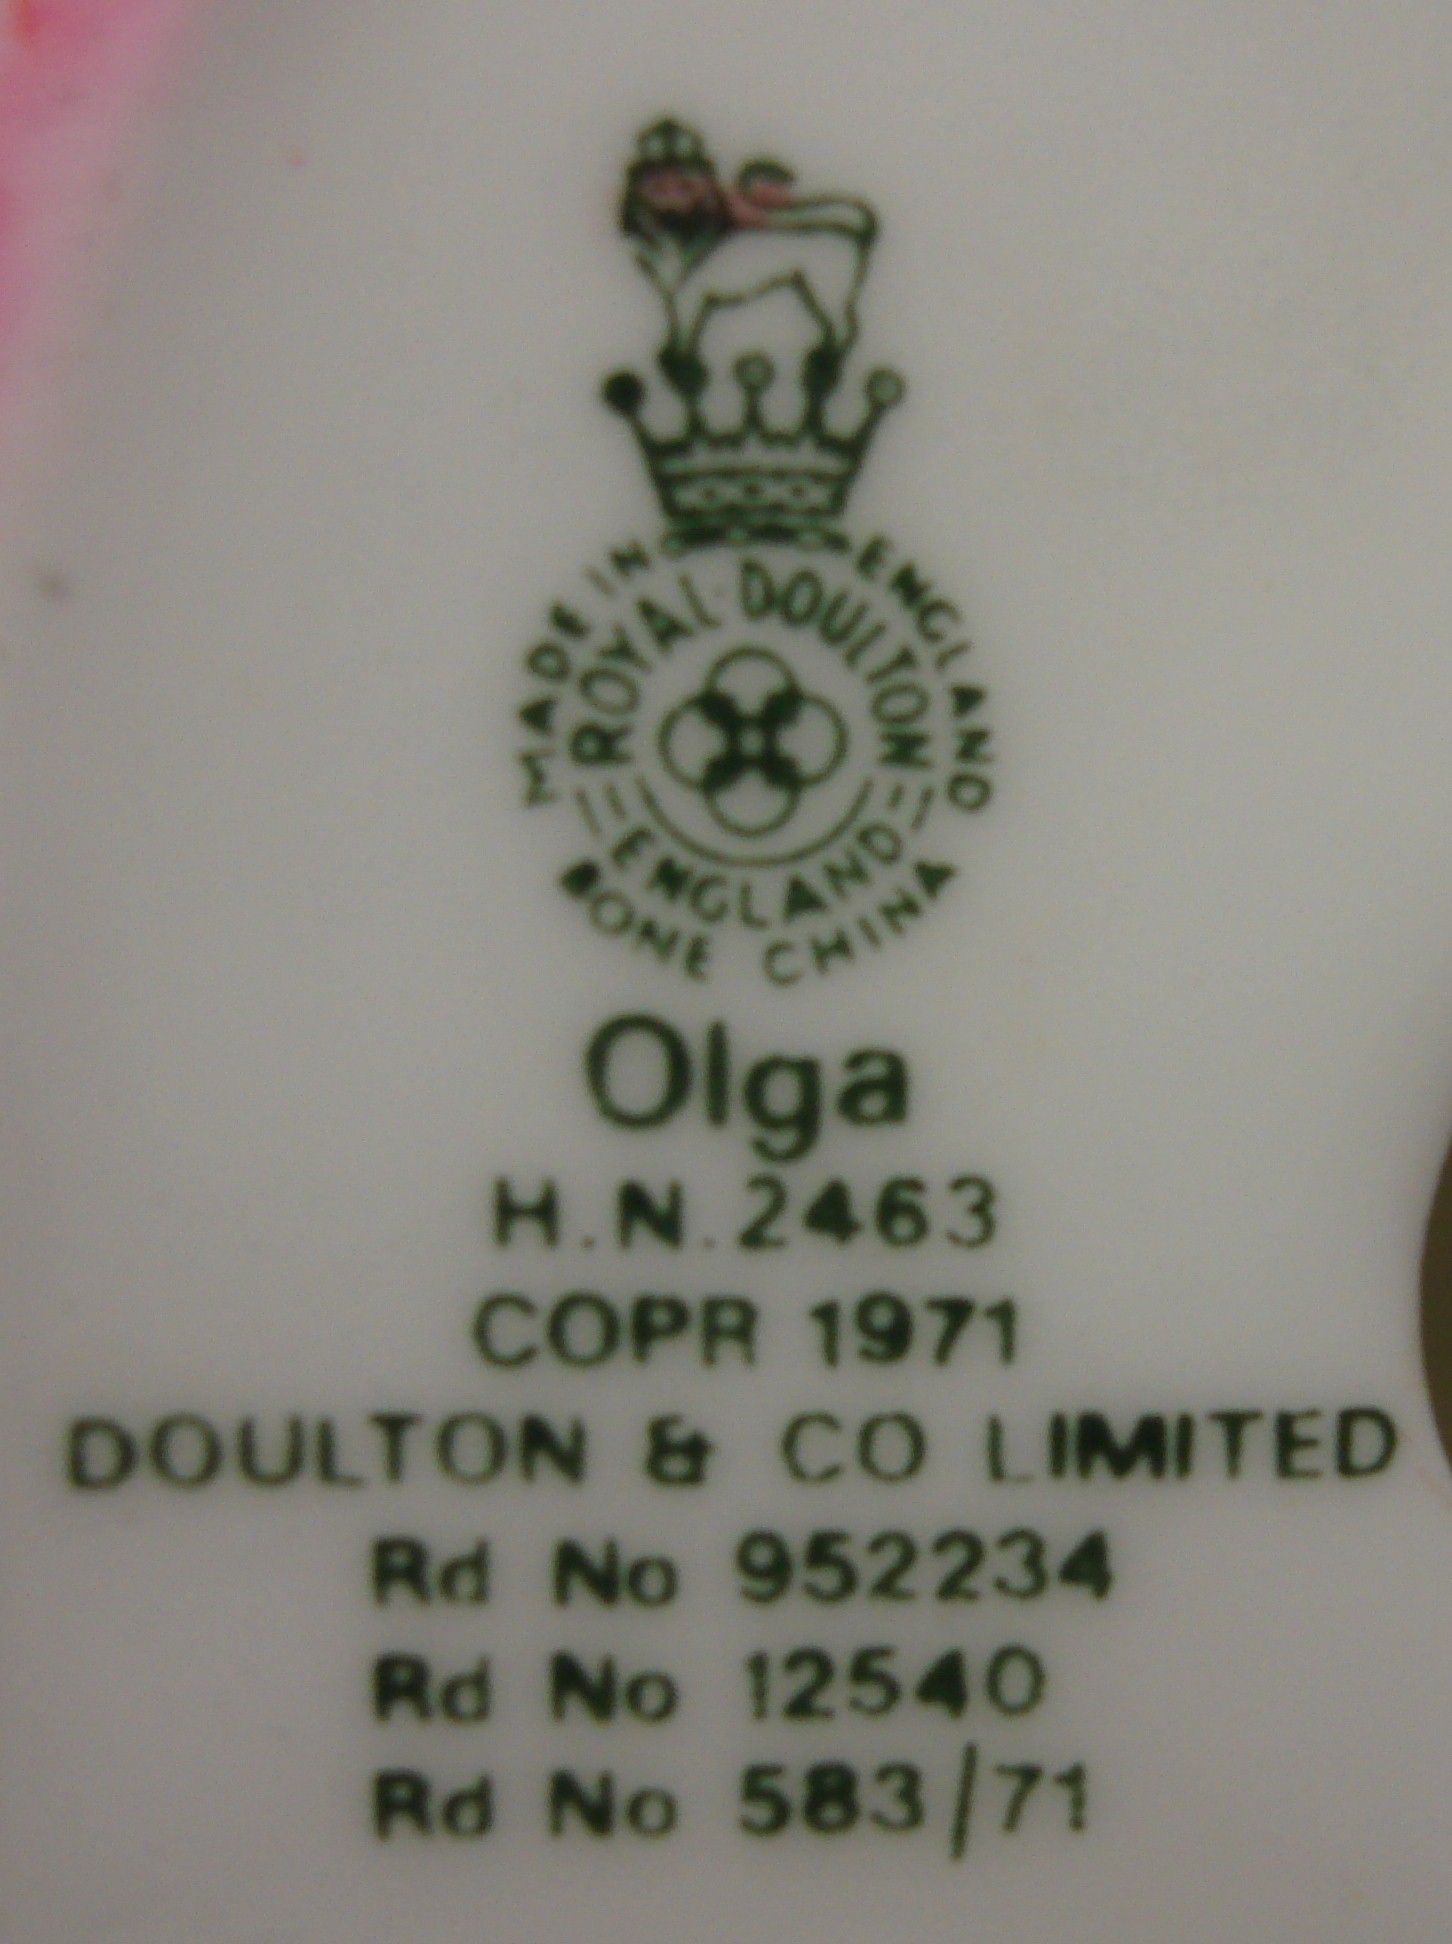 MADE IN ENGLAND
ROYAL DOULTON
ENGLAND
BONE CHINA
Olga
H.N.2463
COPR 1971
DOULTON & CO LIMITED
Rd No 952234
Rd No 12540
Rd No 583/71